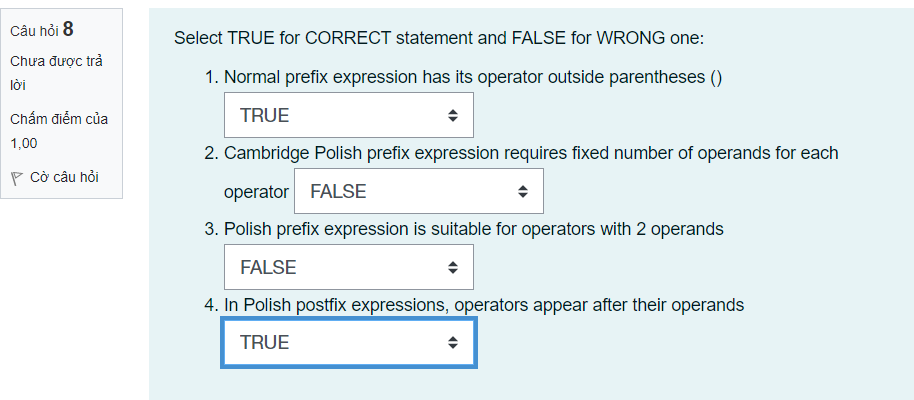 Câu hỏi 8
Chưa được trả
lời
Chấm điểm của
1,00
Cờ câu hỏi
Select TRUE for CORRECT statement and FALSE for WRONG one:
1. Normal prefix expression has its operator outside parentheses ()
TRUE
2. Cambridge Polish prefix expression requires fixed number of operands for each
operator FALSE
3. Polish prefix expression is suitable for operators with 2 operands
FALSE
4. In Polish postfix expressions, operators appear after their operands
TRUE